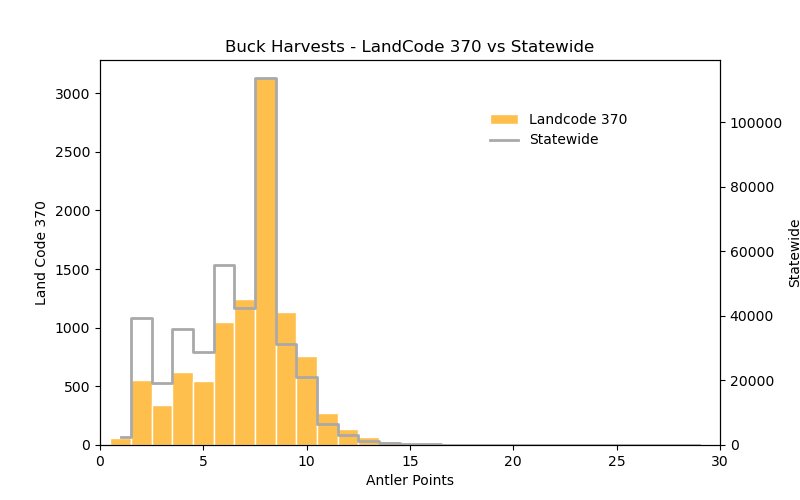 Buck Harvests - LandCode 370 vs Statewide
Land Code 370
3000
2500
2000
1500
1000
500
0
Landcode 370
Statewide
100000
80000
60000
40000
20000
0
Statewide
0 5 10 15 20 25 30
Antler Points